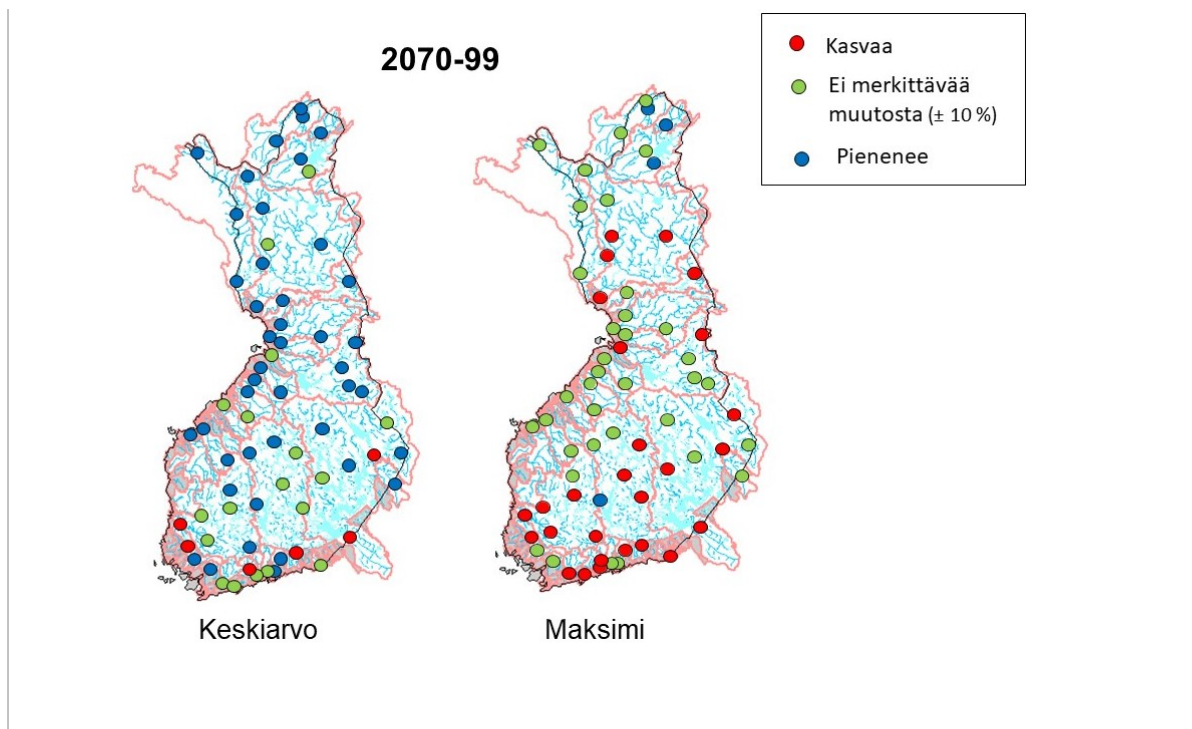 2070-99
Kasvaa
Ei merkittävää
muutosta (± 10 %)
Pienenee
Keskiarvo
Maksimi